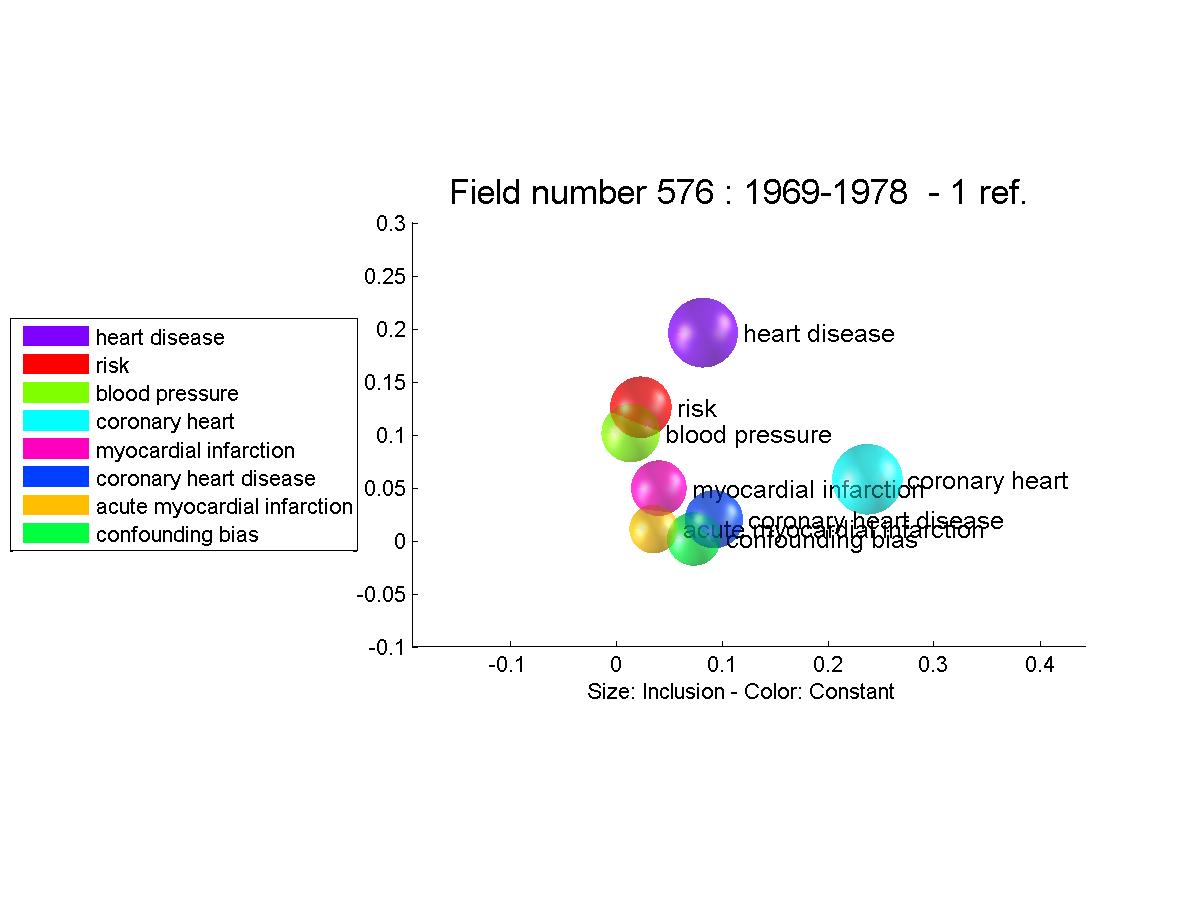 Field number 576 : 1969-1978  - 1 ref.
heart disease
risk
blood pressure
coronary heart
myocardial infarction
coronary heart disease
acute myocardial infarction
confounding bias
0.3
0.25
0.2
0.15
0.1
0.05
0
-0.05
-0.1
heart disease
risk
blood pressure
coronary heart
myocardial infarction
coronary heart disease
acute myocardial infarction
confounding bias
-0.1 0 0.1 0.2 0.3 0.4
Size: Inclusion - Color: Constant